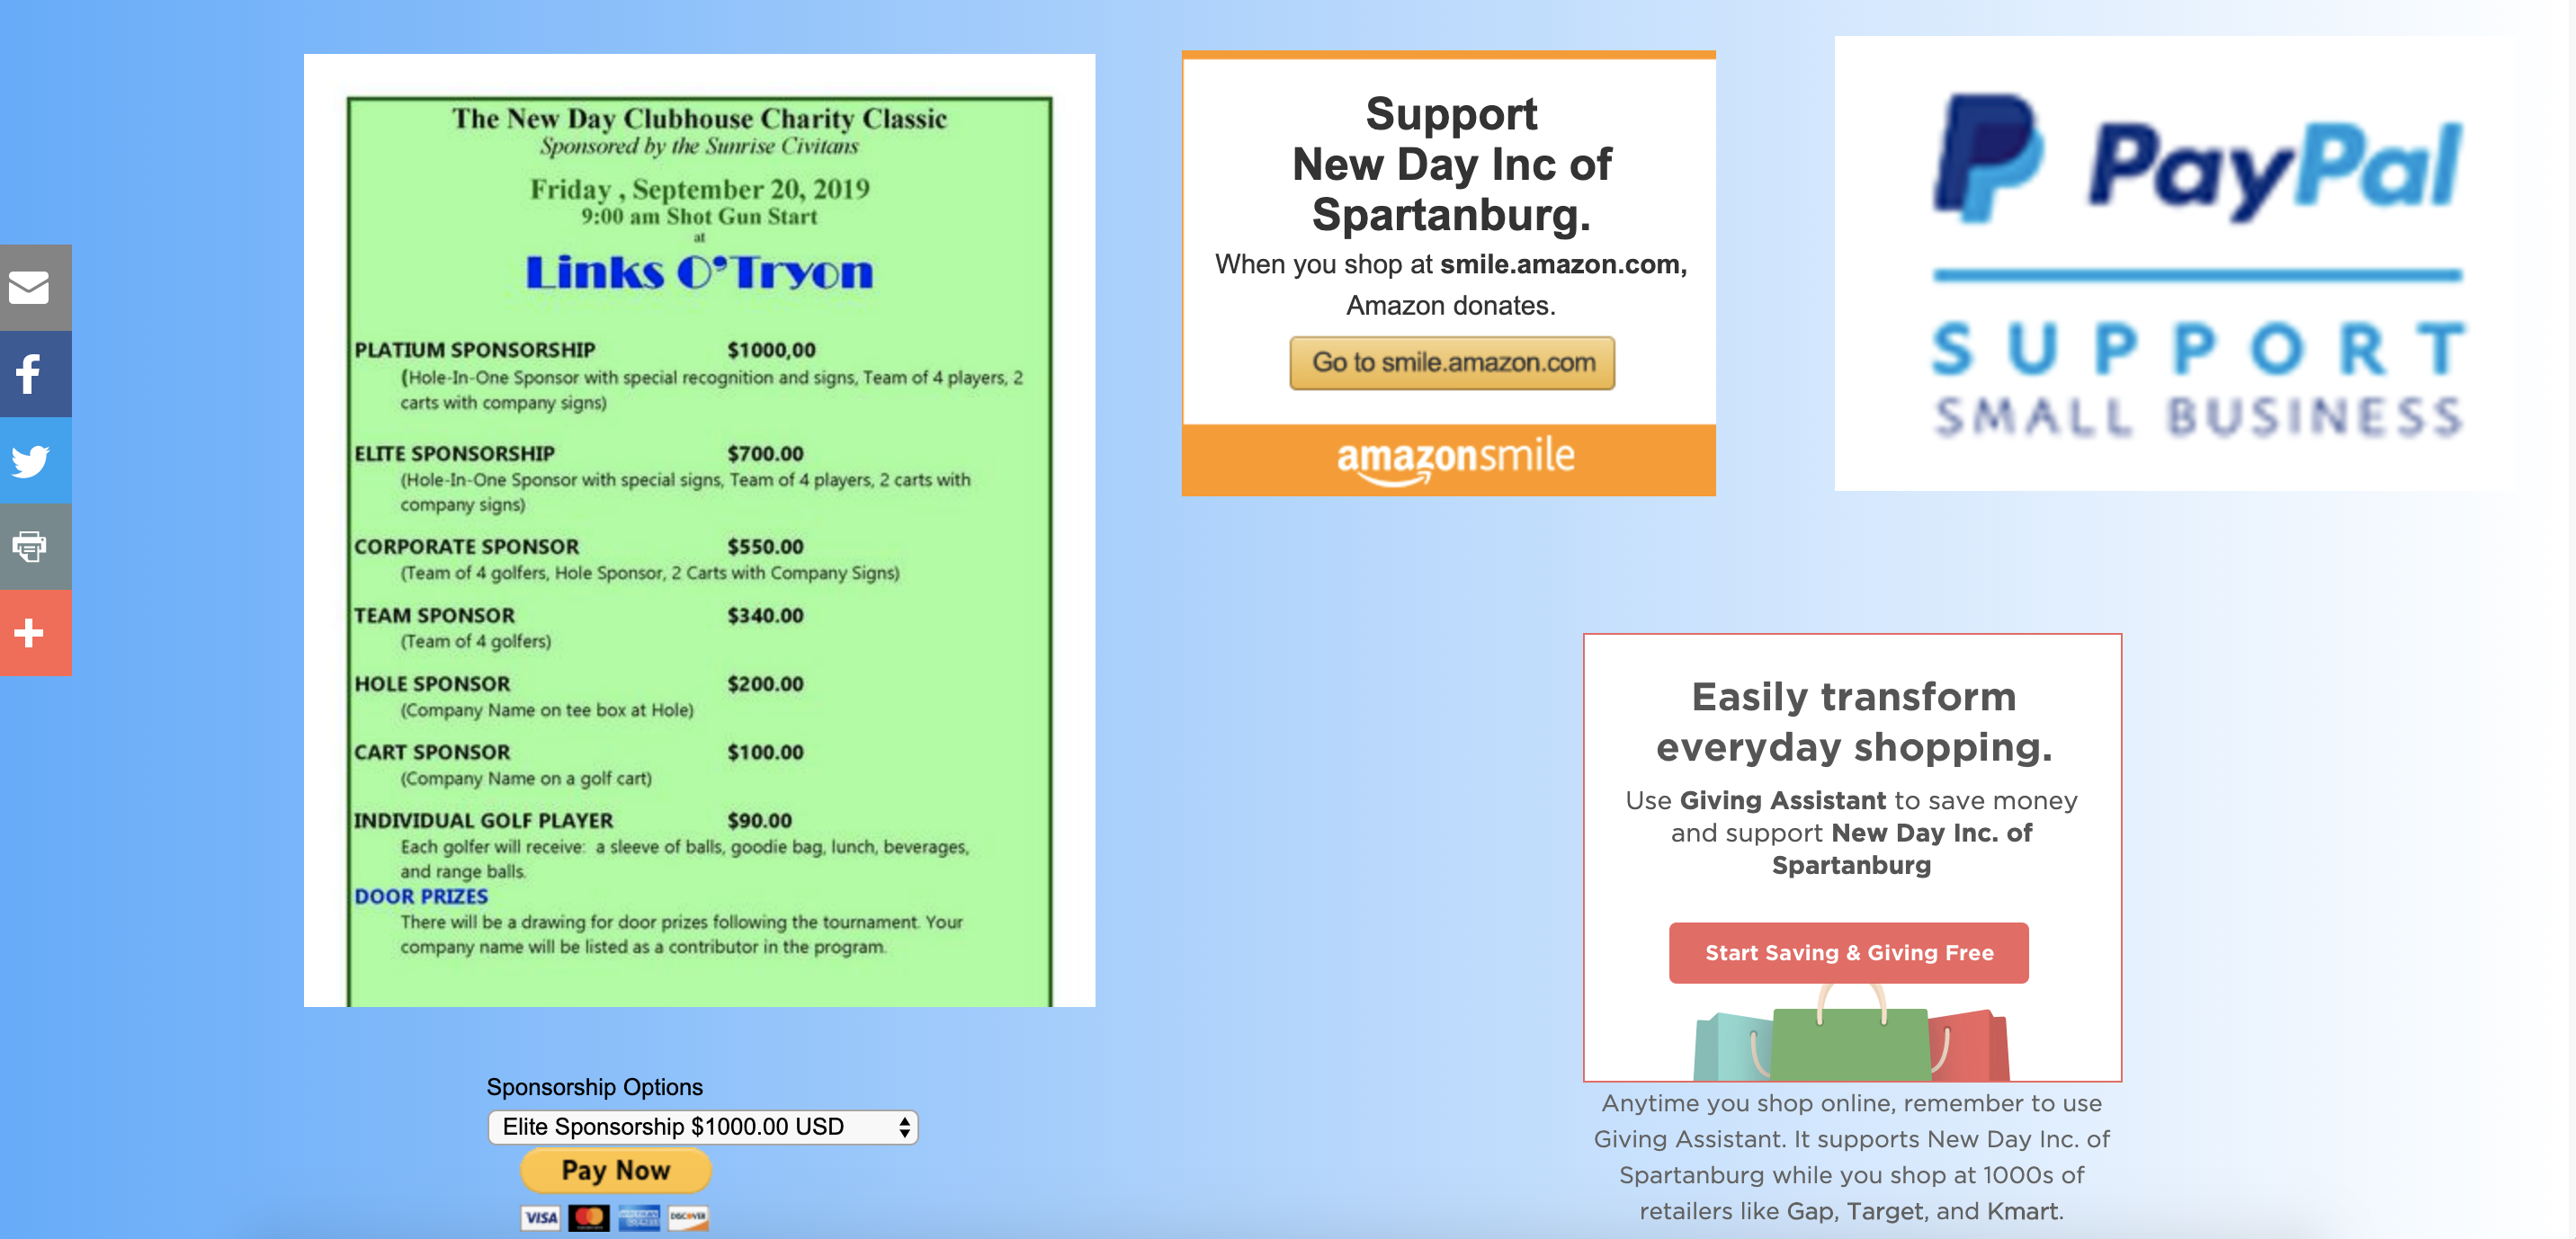 The New Day Clubhouse Charity Classic
Sponsored by the Sunrise Civitans
Friday , September 20, 2019
9:00 am Shot Gun Start
at
Links O'Tryon
PLATIUM SPONSORSHIP $1000,00
(Hole-In-One Sponsor with special recognition and signs, Team of 4 players, 2
carts with company signs)
ELITE SPONSORSHIP $700.00
(Hole-In-One Sponsor with special signs, Team of 4 players, 2 carts with
company signs)
CORPORATE SPONSOR $550.00
(Team of 4 golfers, Hole Sponsor, 2 Carts with Company Signs)
TEAM SPONSOR $340.00
(Team of 4 golfers)
HOLE SPONSOR $200.00
(Company Name on tee box at Hole)
CART SPONSOR $100.00
(Company Name on a golf cart)
INDIVIDUAL GOLF PLAYER $90.00
Each golfer will receive: a sleeve of balls, goodie bag, lunch, beverages,
and range balls.
DOOR PRIZES
There will be a drawing for door prizes following the tournament. Your
company name will be listed as a contributor in the program.
Sponsorship Options
Elite Sponsorship $1000.00 USD
Pay Now
VISA
DISCOVER
Support
New Day Inc of
Spartanburg.
When you shop at smile.amazon.com,
Amazon donates.
Go to smile.amazon.com
amazonsmile
PayPal
SUPPORT
SMALL BUSINESS
Easily transform
everyday shopping.
Use Giving Assistant to save money
and support New Day Inc. of
Spartanburg
Start Saving & Giving Free
Anytime you shop online, remember to use
Giving Assistant. It supports New Day Inc. of
Spartanburg while you shop at 1000s of
retailers like Gap, Target, and Kmart.